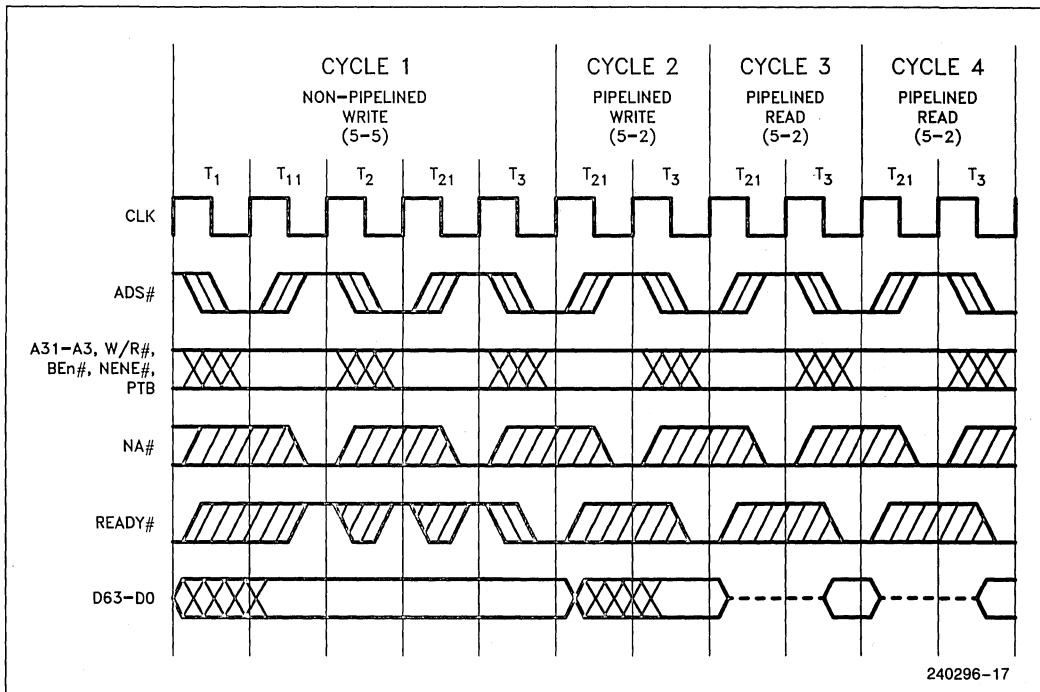 CYCLE 1
NON-PIPELINED
WRITE
(5-5)
CYCLE 2
PIPELINED
WRITE
(5-2)
CYCLE 3
PIPELINED
READ
(5-2)
CYCLE 4
PIPELINED
READ
(5-2)
T1 T11 T2 T21 T3 T21 T3 T21 T3 T21 T3
CLK
ADS#
A31-A3, W/R#,
BEn#, NENE#,
PTB
NA#
READY#
D63-D0
240296-17